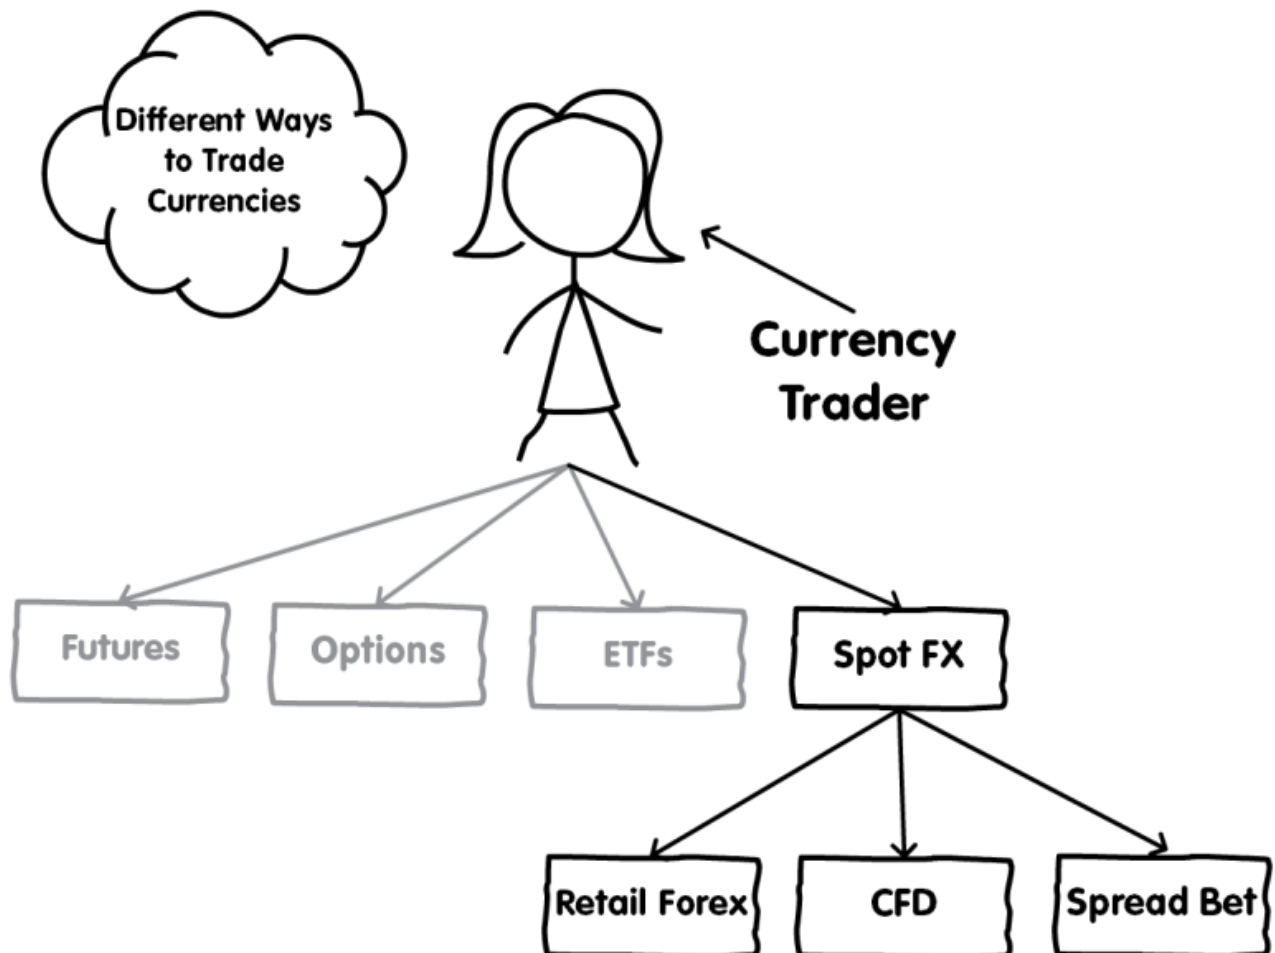 Different Ways
to Trade
Currencies
Currency
Trader
Futures
Options
ETFs
Spot FX
Retail Forex
CFD
Spread Bet